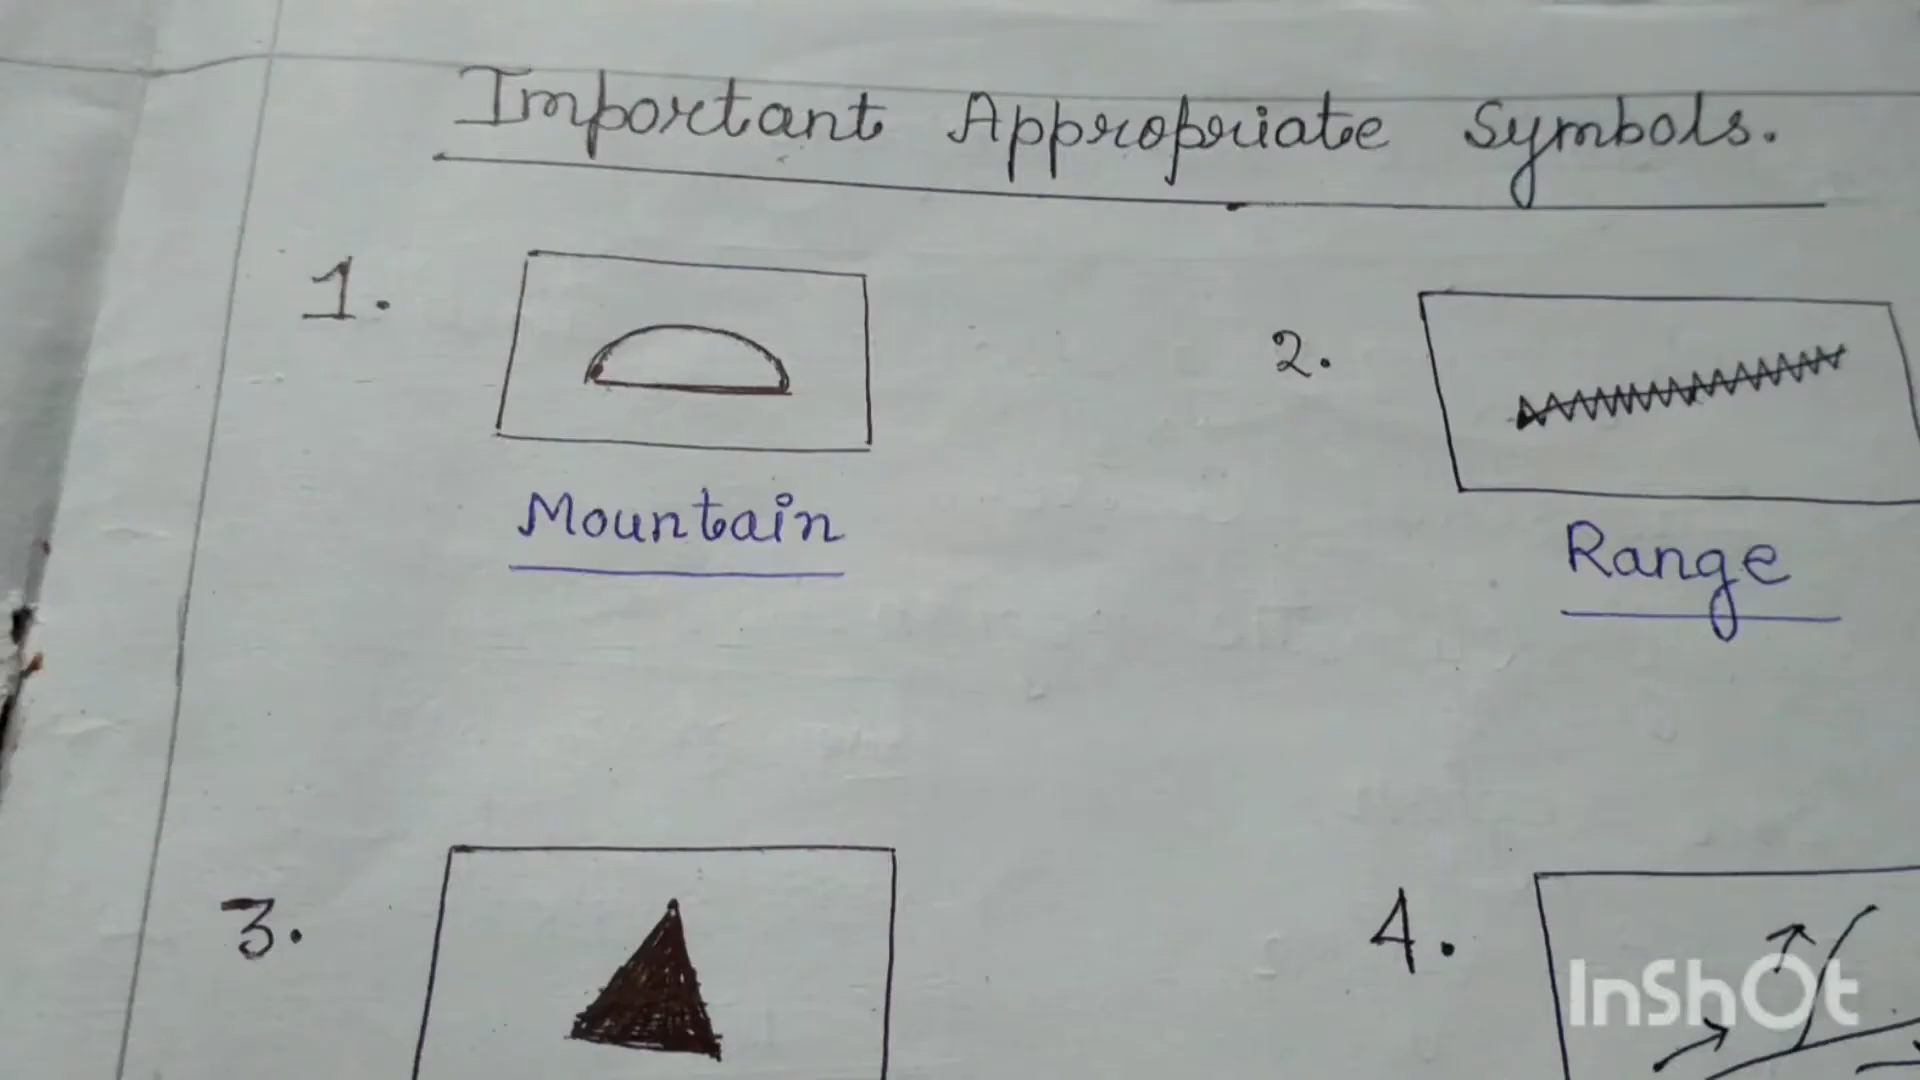 Important Appropriate Symbols.
1.
2.
Mountain
Range
3.
4.
InShOt